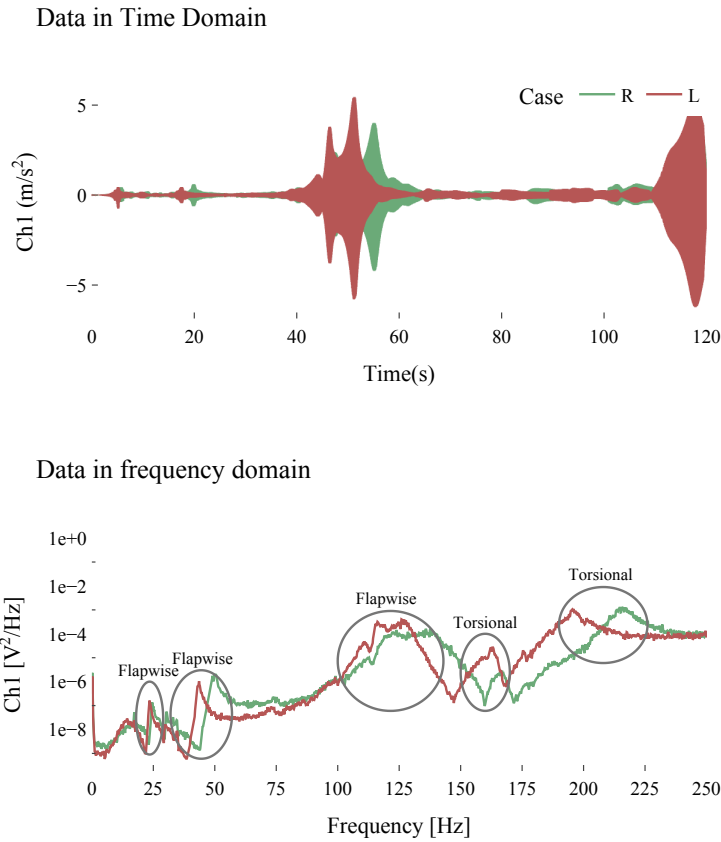 Data in Time Domain
Case R L
5
0
−5
Ch1 (m/s²)
0 20 40 60 80 100 120
Time(s)
Data in frequency domain
1e+0
1e−2
1e−4
1e−6
1e−8
Ch1 [V²/Hz]
Flapwise
Flapwise
Flapwise
Torsional
Torsional
0 25 50 75 100 125 150 175 200 225 250
Frequency [Hz]